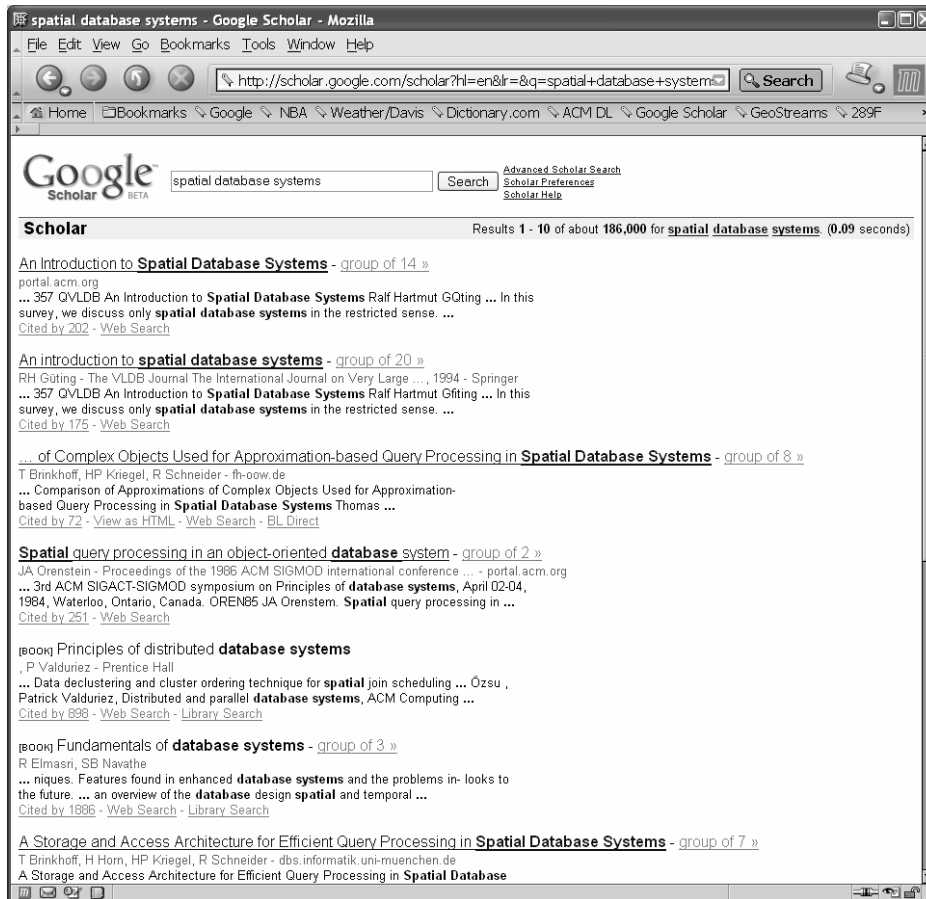 spatial database systems - Google Scholar - Mozilla
File Edit View Go Bookmarks Tools Window Help
http://scholar.google.com/scholar?hl=en&lr=&q=spatial+database+system Search
Home Bookmarks Google NBA Weather/Davis Dictionary.com ACM DL Google Scholar GeoStreams 289F
Google Scholar BETA
spatial database systems Search
Advanced Scholar Search
Scholar Preferences
Scholar Help
Scholar Results 1 - 10 of about 186,000 for spatial database systems. (0.09 seconds)
An Introduction to Spatial Database Systems - group of 14 »
portal.acm.org
... 357 QVLDB An Introduction to Spatial Database Systems Ralf Hartmut GQting ... In this
survey, we discuss only spatial database systems in the restricted sense. ...
Cited by 202 - Web Search
An introduction to spatial database systems - group of 20 »
RH Güting - The VLDB Journal The International Journal on Very Large ..., 1994 - Springer
... 357 QVLDB An Introduction to Spatial Database Systems Ralf Hartmut Gfiting ... In this
survey, we discuss only spatial database systems in the restricted sense. ...
Cited by 175 - Web Search
... of Complex Objects Used for Approximation-based Query Processing in Spatial Database Systems - group of 8 »
T Brinkhoff, HP Kriegel, R Schneider - fh-oow.de
... Comparison of Approximations of Complex Objects Used for Approximation-
based Query Processing in Spatial Database Systems Thomas ...
Cited by 72 - View as HTML - Web Search - BL Direct
Spatial query processing in an object-oriented database system - group of 2 »
JA Orenstein - Proceedings of the 1986 ACM SIGMOD international conference ... - portal.acm.org
... 3rd ACM SIGACT-SIGMOD symposium on Principles of database systems, April 02-04,
1984, Waterloo, Ontario, Canada. OREN85 JA Orenstem. Spatial query processing in ...
Cited by 251 - Web Search
[BOOK] Principles of distributed database systems
, P Valduriez - Prentice Hall
... Data declustering and cluster ordering technique for spatial join scheduling ... Özsu ,
Patrick Valduriez, Distributed and parallel database systems, ACM Computing ...
Cited by 898 - Web Search - Library Search
[BOOK] Fundamentals of database systems - group of 3 »
R Elmasri, SB Navathe
... niques. Features found in enhanced database systems and the problems in- looks to
the future. ... an overview of the database design spatial and temporal ...
Cited by 1886 - Web Search - Library Search
A Storage and Access Architecture for Efficient Query Processing in Spatial Database Systems - group of 7 »
T Brinkhoff, H Horn, HP Kriegel, R Schneider - dbs.informatik.uni-muenchen.de
A Storage and Access Architecture for Efficient Query Processing in Spatial Database